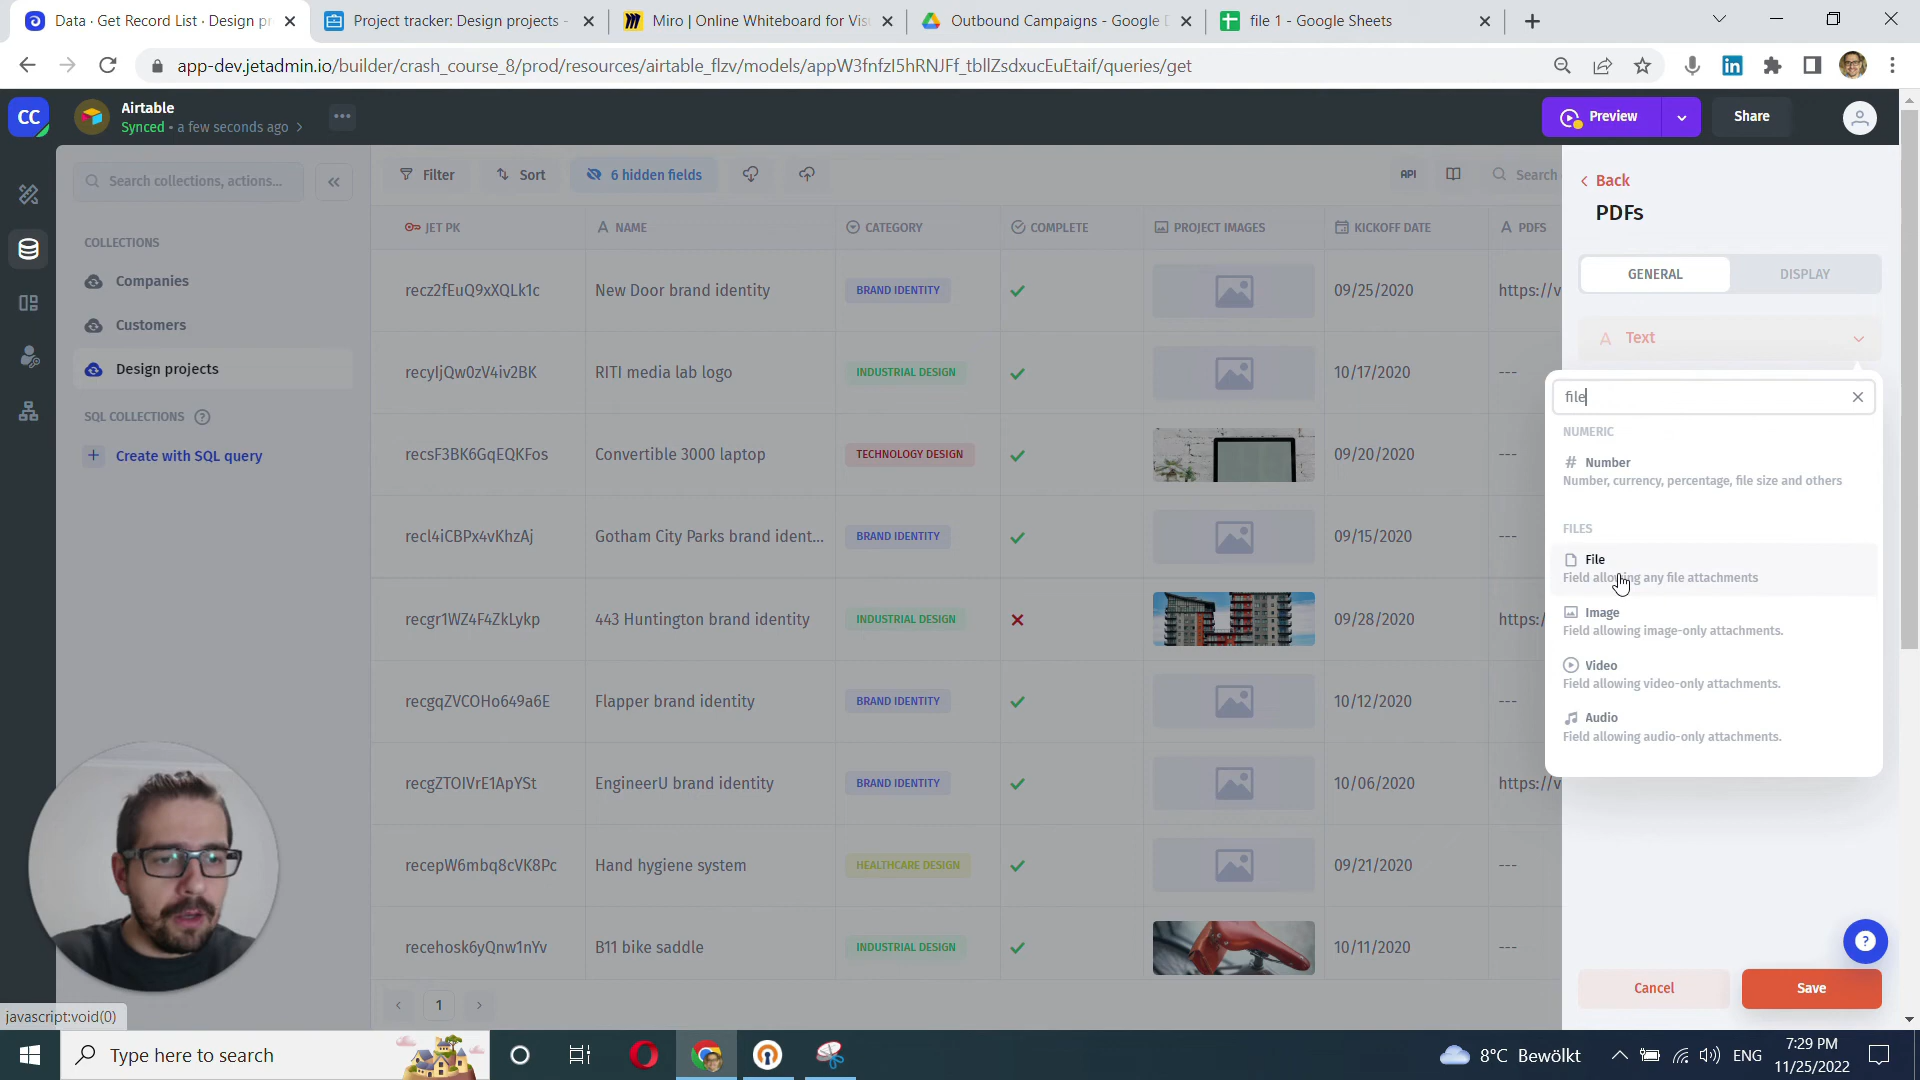 Data · Get Record List · Design pr
Project tracker: Design projects -
Miro | Online Whiteboard for Visu
Outbound Campaigns - Google D
file 1 - Google Sheets
app-dev.jetadmin.io/builder/crash_course_8/prod/resources/airtable_flzv/models/appW3fnfzI5hRNJFf_tbllZsdxucEuEtaif/queries/get
CC
Airtable
Synced • a few seconds ago
Preview
Share
Search collections, actions...
Filter
Sort
6 hidden fields
API
Search
COLLECTIONS
Companies
Customers
Design projects
SQL COLLECTIONS ?
+ Create with SQL query
JET PK
NAME
CATEGORY
COMPLETE
PROJECT IMAGES
KICKOFF DATE
PDFS
recz2fEuQ9xXQLk1c
New Door brand identity
BRAND IDENTITY
09/25/2020
https://v
recyljQw0zV4iv2BK
RITI media lab logo
INDUSTRIAL DESIGN
10/17/2020
---
recsF3BK6GqEQKFos
Convertible 3000 laptop
TECHNOLOGY DESIGN
09/20/2020
---
recl4iCBPx4vKhzAj
Gotham City Parks brand ident...
BRAND IDENTITY
09/15/2020
---
recgr1WZ4F4ZkLykp
443 Huntington brand identity
INDUSTRIAL DESIGN
09/28/2020
https:/
recgqZVCOHo649a6E
Flapper brand identity
BRAND IDENTITY
10/12/2020
---
recgZTOIVrE1ApYSt
EngineerU brand identity
BRAND IDENTITY
10/06/2020
https://v
recepW6mbq8cVK8Pc
Hand hygiene system
HEALTHCARE DESIGN
09/21/2020
---
recehosk6yQnw1nYv
B11 bike saddle
INDUSTRIAL DESIGN
10/11/2020
---
1
Back
PDFs
GENERAL
DISPLAY
A Text
file
NUMERIC
# Number
Number, currency, percentage, file size and others
FILES
File
Field allowing any file attachments
Image
Field allowing image-only attachments.
Video
Field allowing video-only attachments.
Audio
Field allowing audio-only attachments.
?
Cancel
Save
javascript:void(0)
Type here to search
8°C Bewölkt
ENG
7:29 PM
11/25/2022